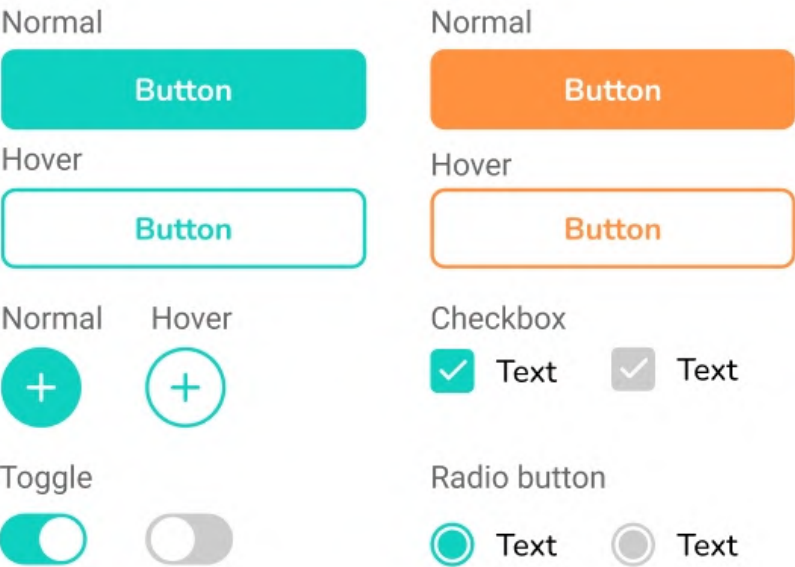 Normal
Button
Hover
Button
Normal Hover
Toggle
Normal
Button
Hover
Button
Checkbox
Text Text
Radio button
Text Text